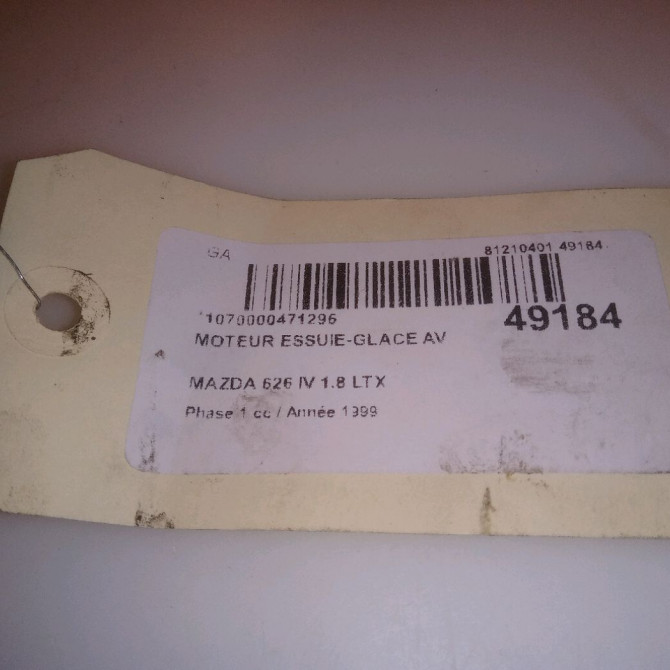 GA
81210401 49184
*1070000471296
49184
MOTEUR ESSUIE-GLACE AV
MAZDA 626 IV 1.8 LTX
Phase 1 cc / Année 1999